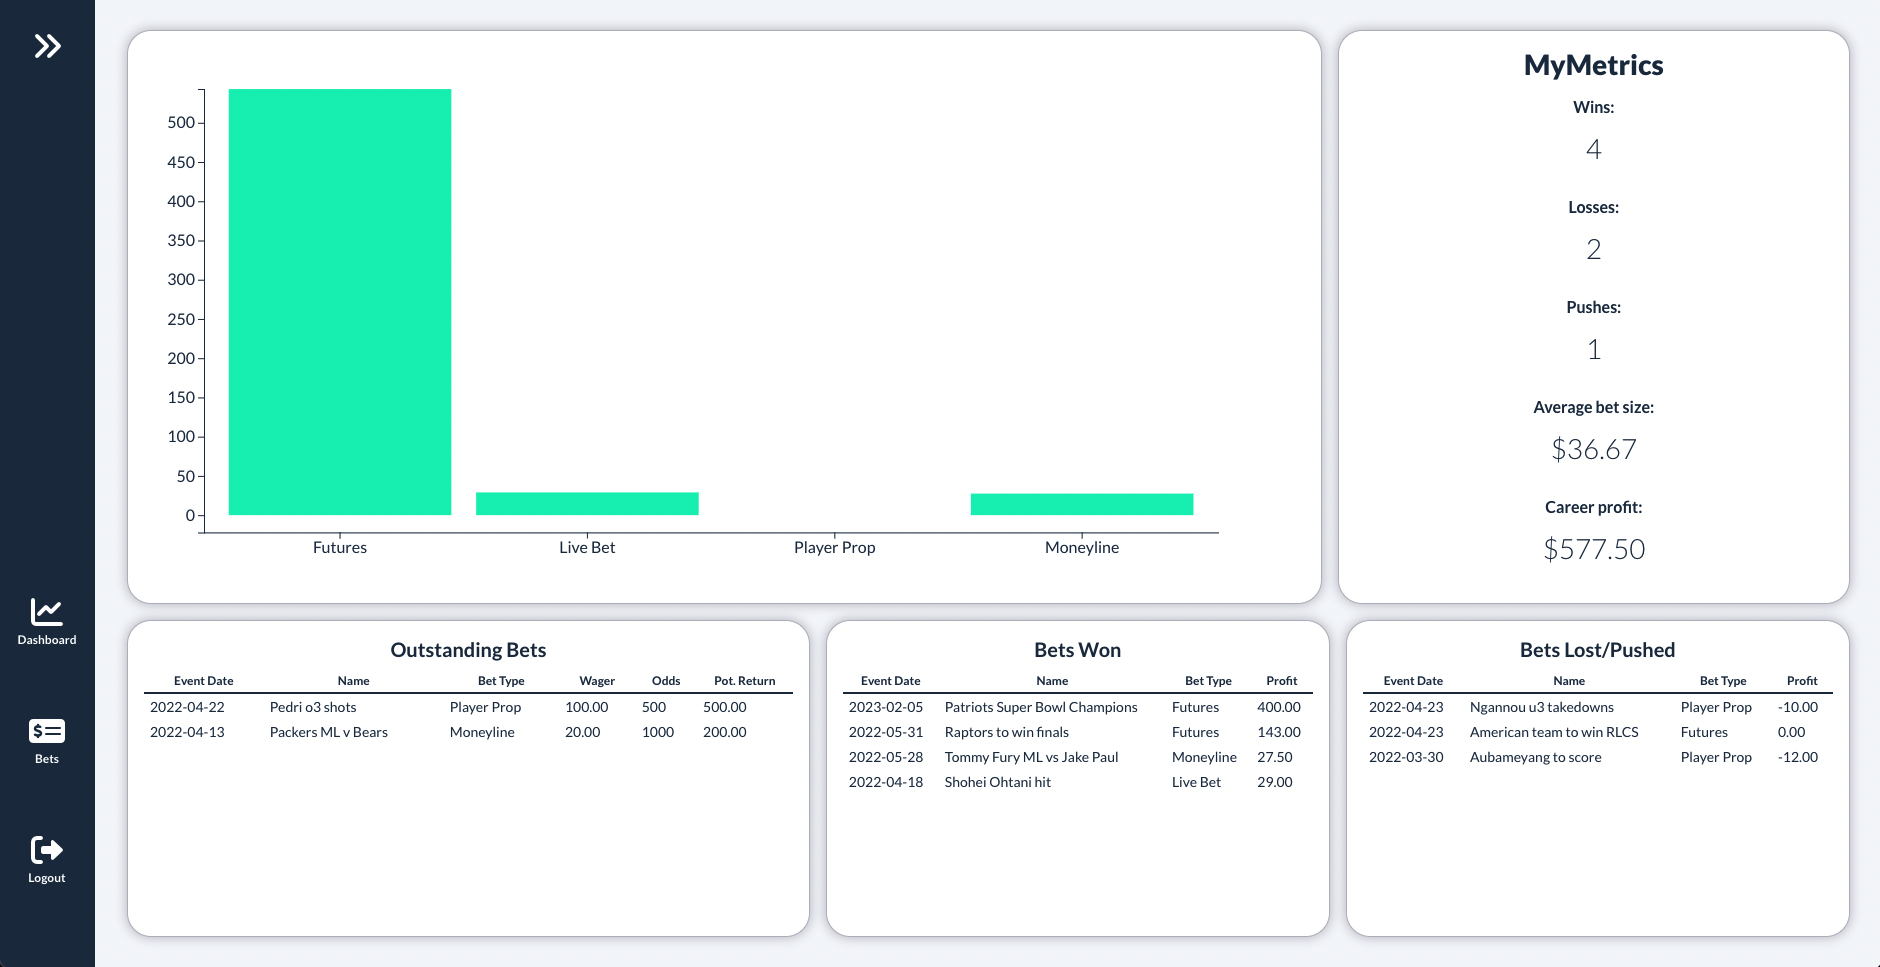 500
450
400
350
300
250
200
150
100
50
0
Futures Live Bet Player Prop Moneyline
MyMetrics
Wins:
4
Losses:
2
Pushes:
1
Average bet size:
$36.67
Career profit:
$577.50
Dashboard
Bets
Logout
Outstanding Bets
Event Date Name Bet Type Wager Odds Pot. Return
2022-04-22 Pedri o3 shots Player Prop 100.00 500 500.00
2022-04-13 Packers ML v Bears Moneyline 20.00 1000 200.00
Bets Won
Event Date Name Bet Type Profit
2023-02-05 Patriots Super Bowl Champions Futures 400.00
2022-05-31 Raptors to win finals Futures 143.00
2022-05-28 Tommy Fury ML vs Jake Paul Moneyline 27.50
2022-04-18 Shohei Ohtani hit Live Bet 29.00
Bets Lost/Pushed
Event Date Name Bet Type Profit
2022-04-23 Ngannou u3 takedowns Player Prop -10.00
2022-04-23 American team to win RLCS Futures 0.00
2022-03-30 Aubameyang to score Player Prop -12.00